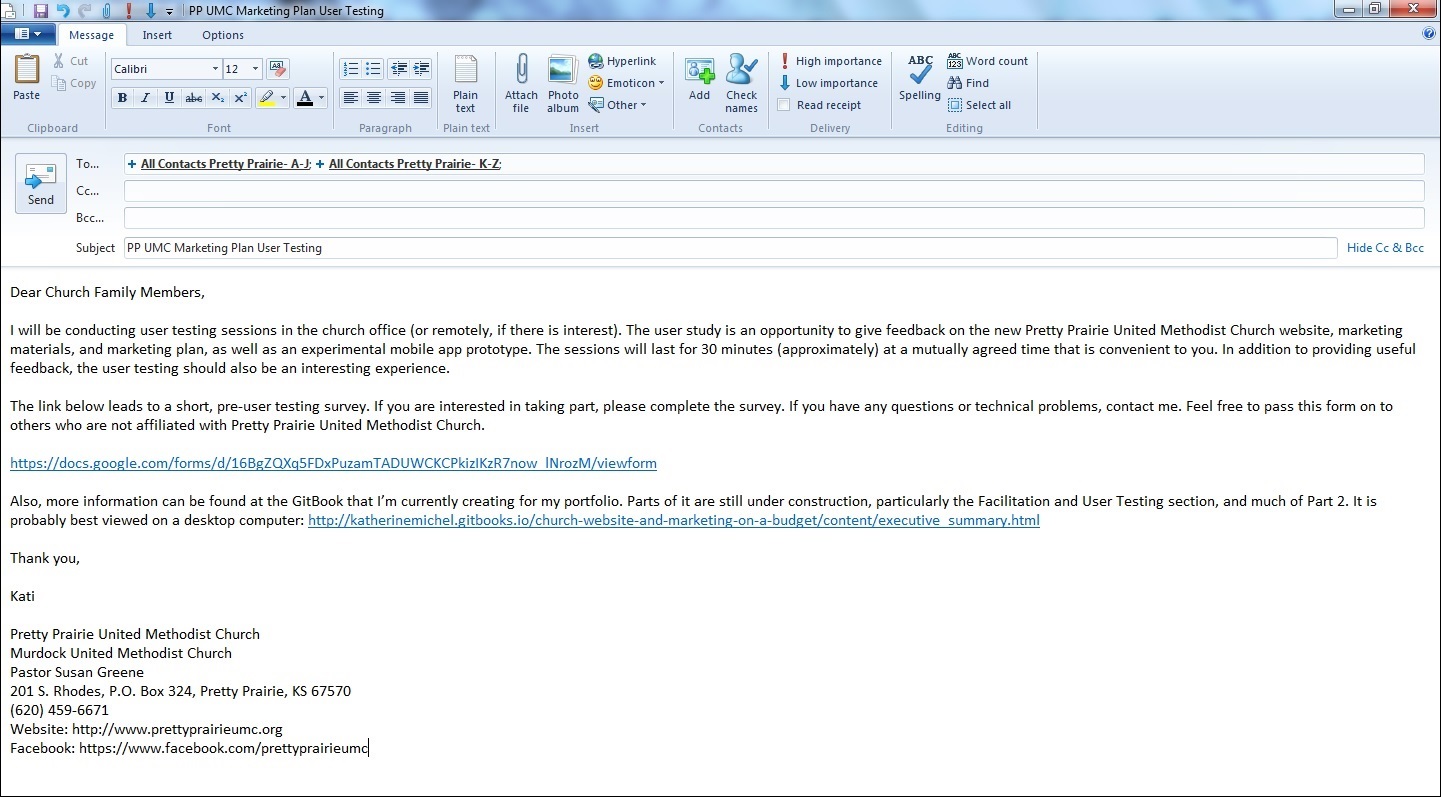 PP UMC Marketing Plan User Testing
Message Insert Options
Paste Cut Copy
Clipboard
Calibri 12
B I U abc X₂ X² A
Font
Paragraph
Plain text
Plain text
Attach file Photo album Hyperlink Emoticon Other
Insert
Add Check names
Contacts
High importance
Low importance
Read receipt
Delivery
ABC Spelling ABC 123 Word count Find Select all
Editing
Send
To... + All Contacts Pretty Prairie- A-J; + All Contacts Pretty Prairie- K-Z;
Cc...
Bcc...
Subject PP UMC Marketing Plan User Testing Hide Cc & Bcc
Dear Church Family Members,
I will be conducting user testing sessions in the church office (or remotely, if there is interest). The user study is an opportunity to give feedback on the new Pretty Prairie United Methodist Church website, marketing
materials, and marketing plan, as well as an experimental mobile app prototype. The sessions will last for 30 minutes (approximately) at a mutually agreed time that is convenient to you. In addition to providing useful
feedback, the user testing should also be an interesting experience.
The link below leads to a short, pre-user testing survey. If you are interested in taking part, please complete the survey. If you have any questions or technical problems, contact me. Feel free to pass this form on to
others who are not affiliated with Pretty Prairie United Methodist Church.
https://docs.google.com/forms/d/16BgZQXq5FDxPuzamTADUWCKCPkizIKzR7now_lNrozM/viewform
Also, more information can be found at the GitBook that I'm currently creating for my portfolio. Parts of it are still under construction, particularly the Facilitation and User Testing section, and much of Part 2. It is
probably best viewed on a desktop computer: http://katherinemichel.gitbooks.io/church-website-and-marketing-on-a-budget/content/executive_summary.html
Thank you,
Kati
Pretty Prairie United Methodist Church
Murdock United Methodist Church
Pastor Susan Greene
201 S. Rhodes, P.O. Box 324, Pretty Prairie, KS 67570
(620) 459-6671
Website: http://www.prettyprairieumc.org
Facebook: https://www.facebook.com/prettyprairieumc